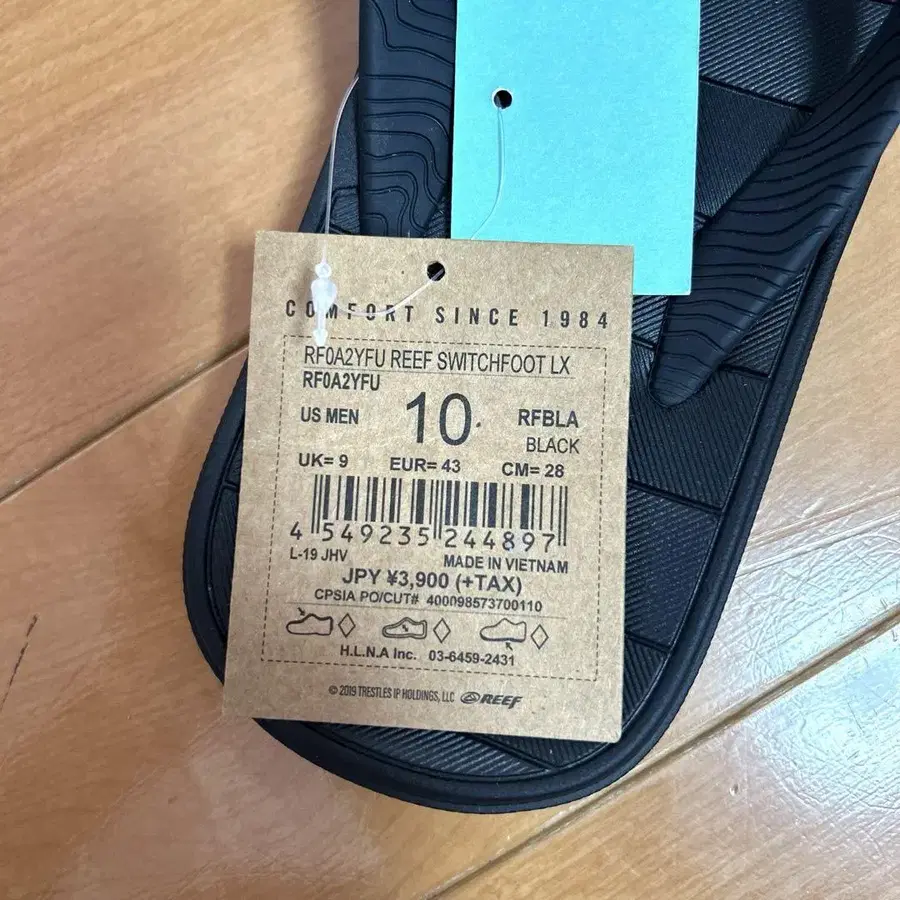 COMFORT SINCE 1984
RF0A2YFU REEF SWITCHFOOT LX
RF0A2YFU
US MEN 10 RFBLA
BLACK
UK= 9 EUR= 43 CM= 28
4 549235 244897
L-19 JHV MADE IN VIETNAM
JPY ¥3,900 (+TAX)
CPSIA PO/CUT# 400098573700110
H.L.N.A Inc. 03-6459-2431
© 2019 TRESTLES IP HOLDINGS, LLC REEF